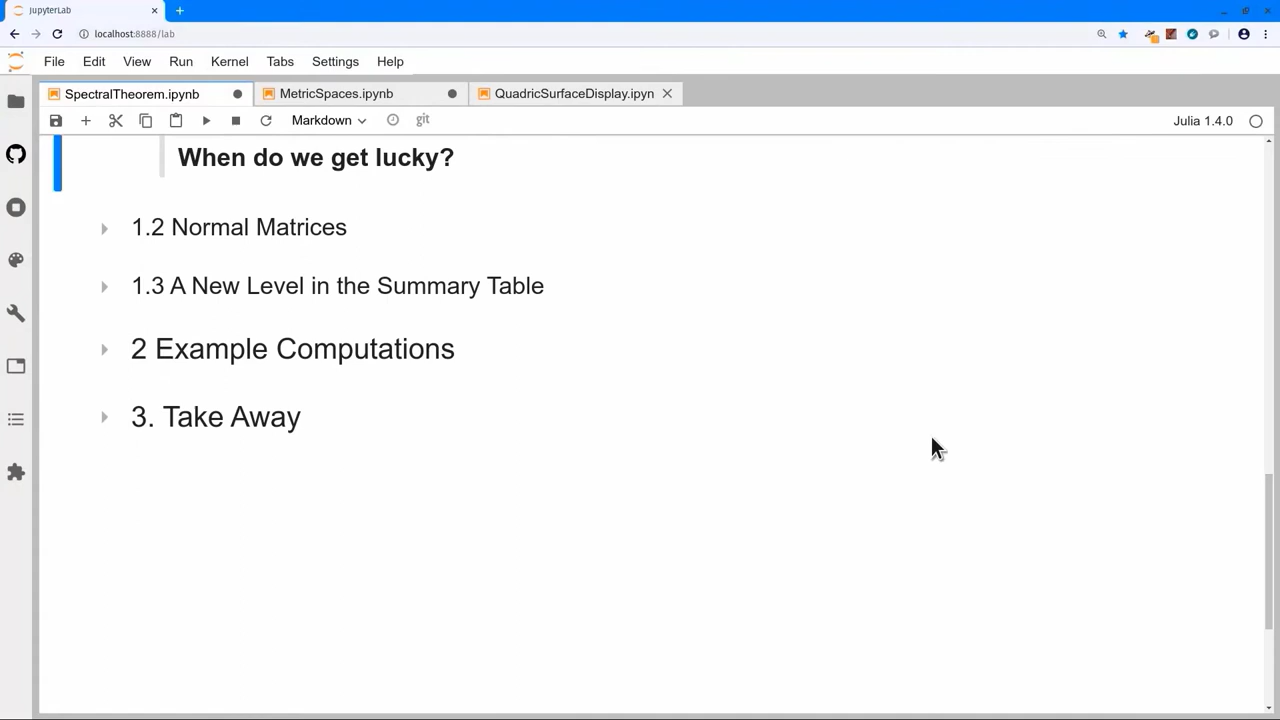 JupyterLab
localhost:8888/lab
File Edit View Run Kernel Tabs Settings Help
SpectralTheorem.ipynb MetricSpaces.ipynb QuadricSurfaceDisplay.ipyn
Markdown git Julia 1.4.0
When do we get lucky?
1.2 Normal Matrices
1.3 A New Level in the Summary Table
2 Example Computations
3. Take Away